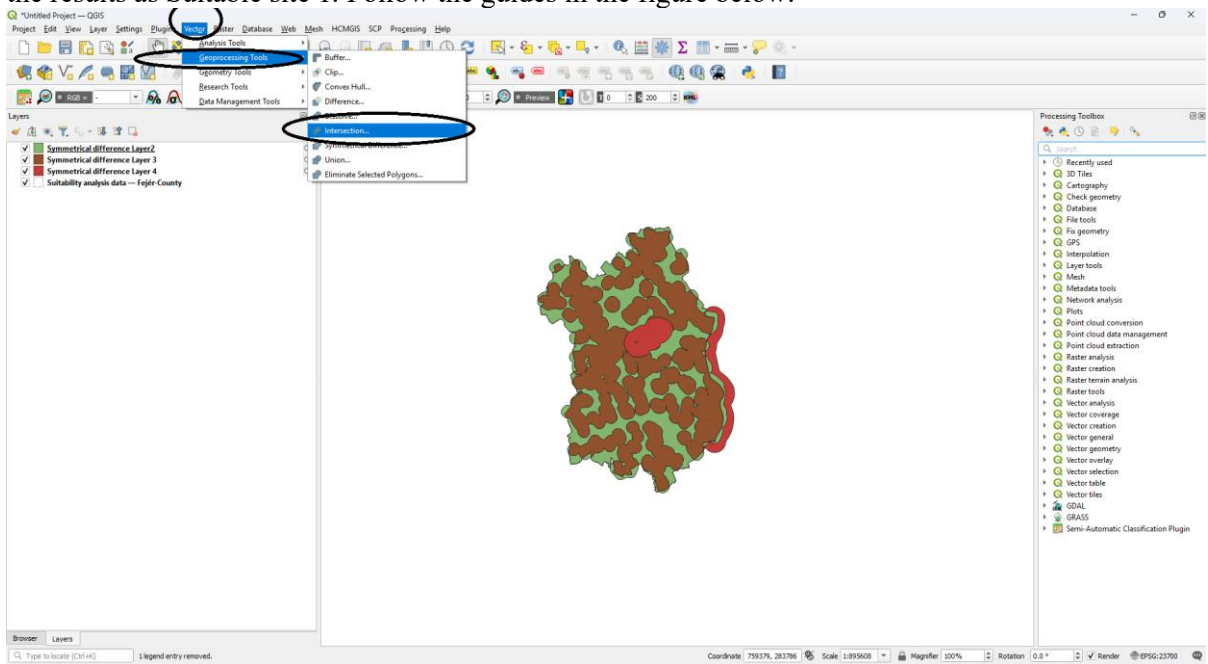 the results as Suitable site 1. Follow the guides in the figure below.
*Untitled Project — QGIS
Project Edit View Layer Settings Plugins Vector Raster Database Web Mesh HCMGIS SCP Processing Help
Analysis Tools
Geoprocessing Tools
Geometry Tools
Research Tools
Data Management Tools
Buffer...
Clip...
Convex Hull...
Difference...
Dissolve...
Intersection...
Symmetrical Difference...
Union...
Eliminate Selected Polygons...
RGB =
Preview
0
200
Layers
Symmetrical difference Layer2
Symmetrical difference Layer 3
Symmetrical difference Layer 4
Suitability analysis data — Fejér-County
Processing Toolbox
Search...
Recently used
3D Tiles
Cartography
Check geometry
Database
File tools
Fix geometry
GPS
Interpolation
Layer tools
Mesh
Metadata tools
Network analysis
Plots
Point cloud conversion
Point cloud data management
Point cloud extraction
Raster analysis
Raster creation
Raster terrain analysis
Raster tools
Vector analysis
Vector coverage
Vector creation
Vector general
Vector geometry
Vector overlay
Vector selection
Vector table
Vector tiles
GDAL
GRASS
Semi-Automatic Classification Plugin
Browser Layers
Type to locate (Ctrl+K) 1 legend entry removed. Coordinate 759379, 283786 Scale 1:895608 Magnifier 100% Rotation 0.0 ° Render EPSG:23700